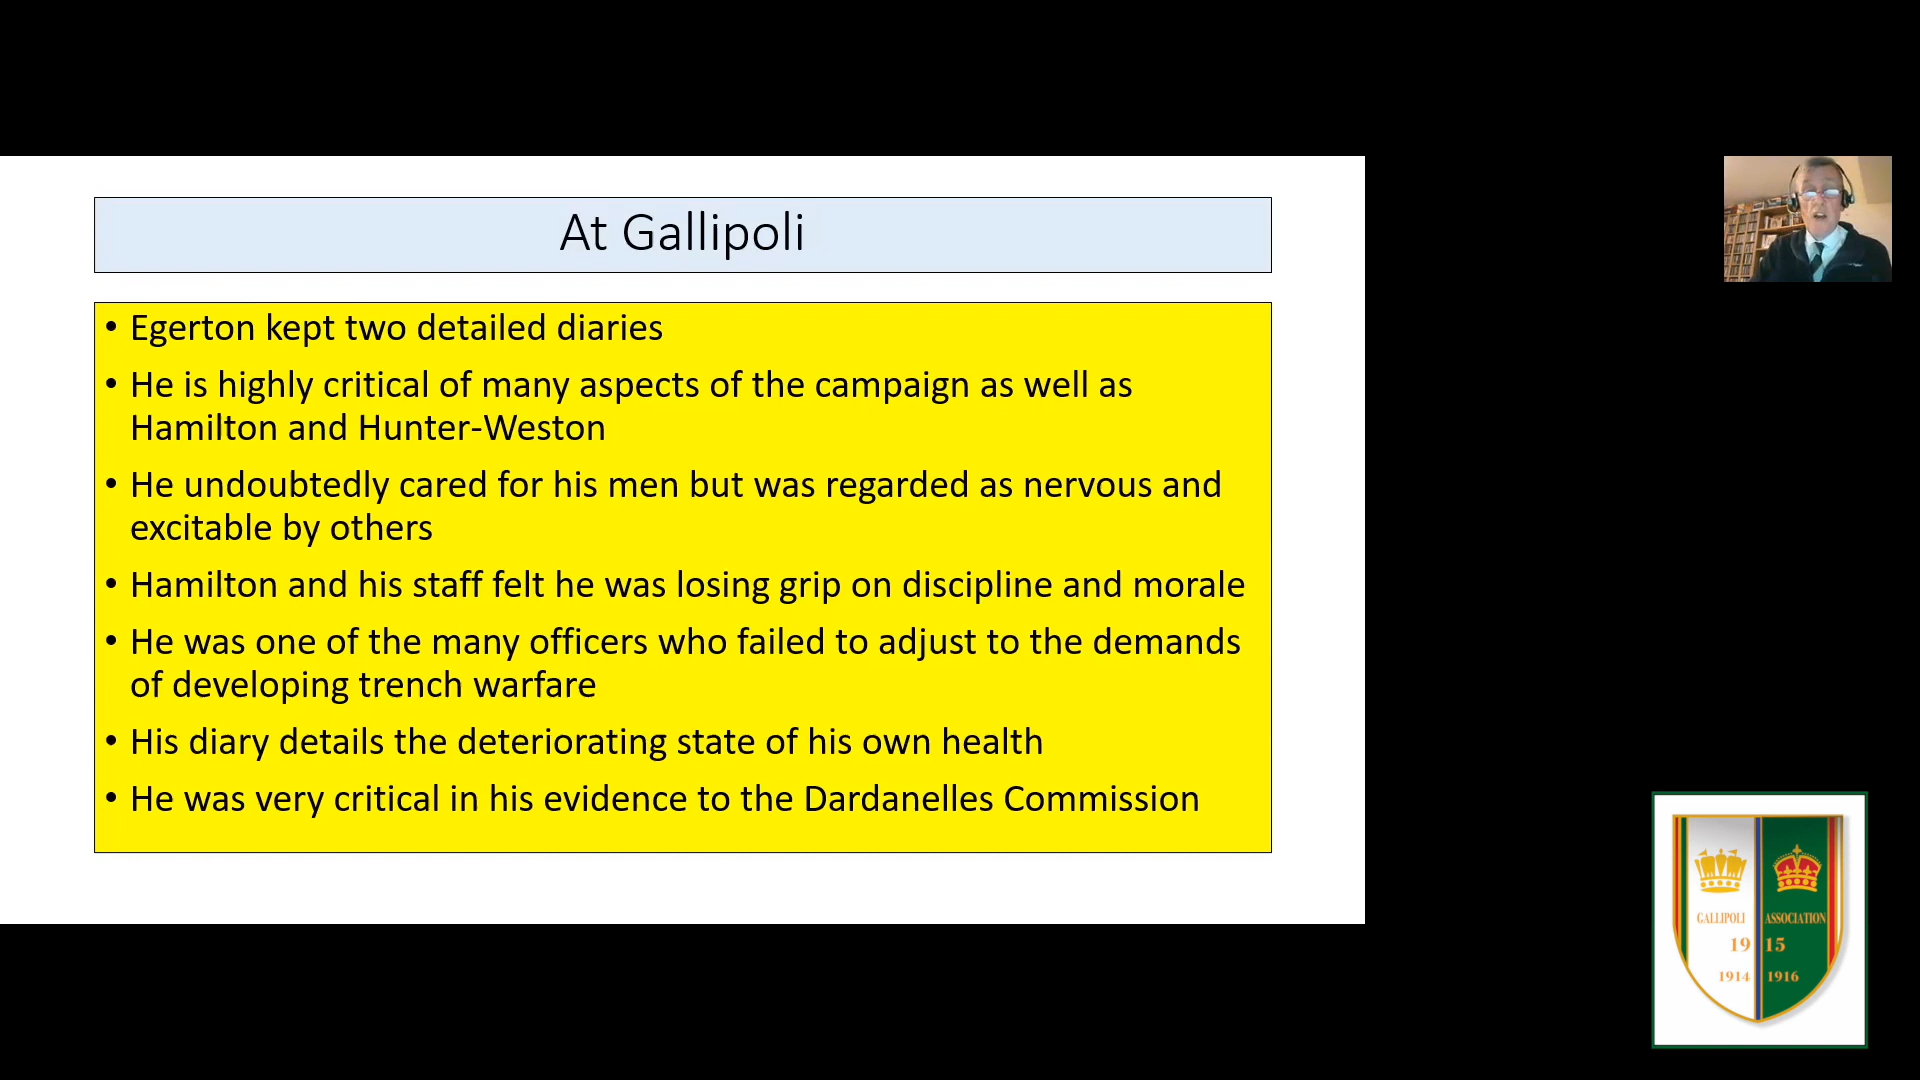 At Gallipoli
• Egerton kept two detailed diaries
• He is highly critical of many aspects of the campaign as well as
Hamilton and Hunter-Weston
• He undoubtedly cared for his men but was regarded as nervous and
excitable by others
• Hamilton and his staff felt he was losing grip on discipline and morale
• He was one of the many officers who failed to adjust to the demands
of developing trench warfare
• His diary details the deteriorating state of his own health
• He was very critical in his evidence to the Dardanelles Commission
GALLIPOLI ASSOCIATION
19 15
1914 1916